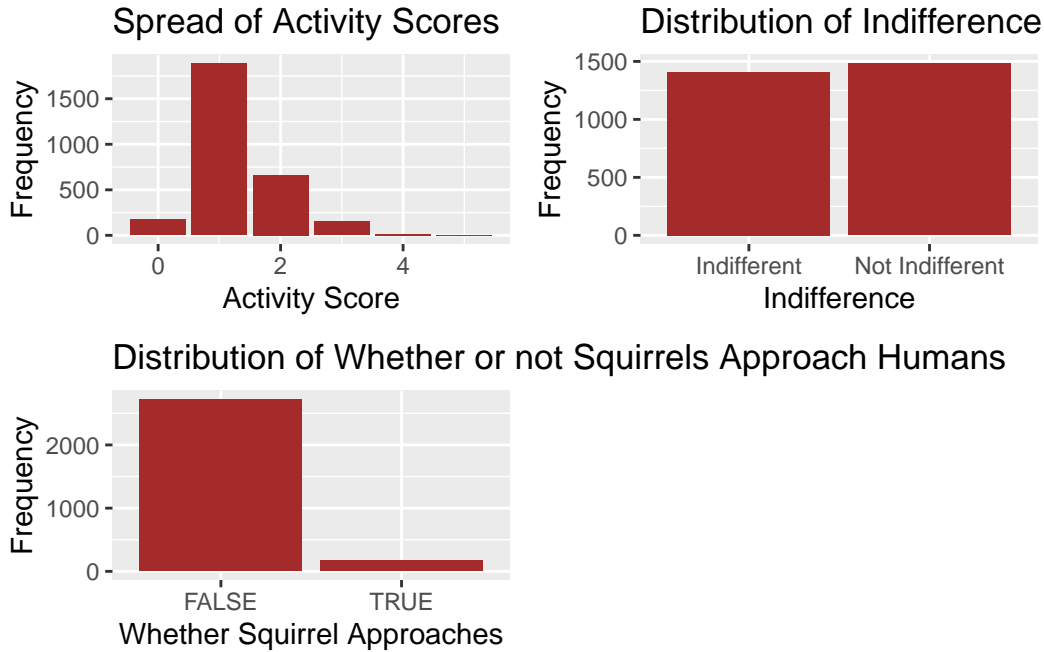 Spread of Activity Scores
Frequency
1500
1000
500
0
0 2 4
Activity Score
Distribution of Indifference
Frequency
1500
1000
500
0
Indifferent Not Indifferent
Indifference
Distribution of Whether or not Squirrels Approach Humans
Frequency
2000
1000
0
FALSE TRUE
Whether Squirrel Approaches